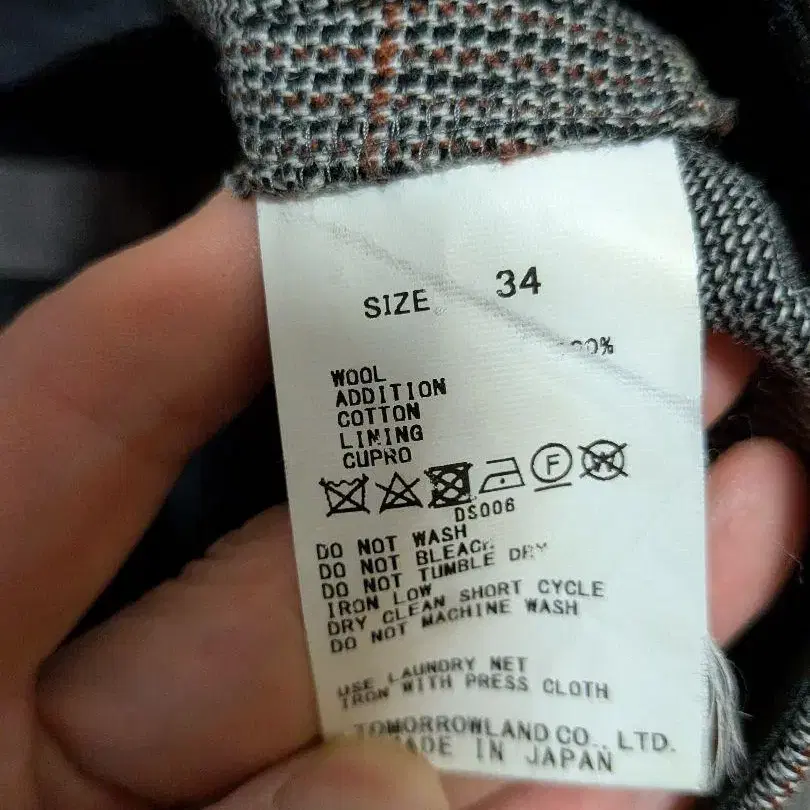 SIZE 34
WOOL
ADDITION
COTTON
LINING
CUPRO
F W
DS006
DO NOT WASH
DO NOT BLEACH
DO NOT TUMBLE DRY
IRON LOW
DRY CLEAN SHORT CYCLE
DO NOT MACHINE WASH
USE LAUNDRY NET
IRON WITH PRESS CLOTH
TOMORROWLAND CO., LTD.
MADE IN JAPAN